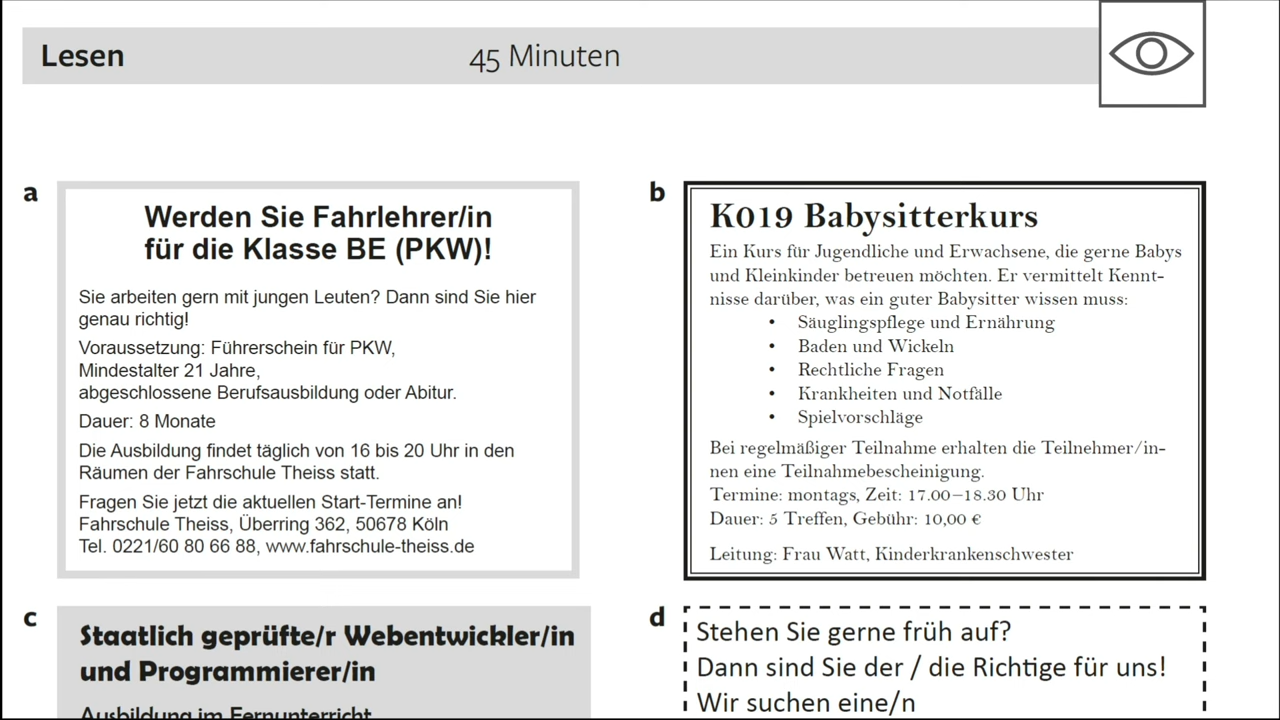 Lesen
45 Minuten
a
Werden Sie Fahrlehrer/in
für die Klasse BE (PKW)!
Sie arbeiten gern mit jungen Leuten? Dann sind Sie hier
genau richtig!
Voraussetzung: Führerschein für PKW,
Mindestalter 21 Jahre,
abgeschlossene Berufsausbildung oder Abitur.
Dauer: 8 Monate
Die Ausbildung findet täglich von 16 bis 20 Uhr in den
Räumen der Fahrschule Theiss statt.
Fragen Sie jetzt die aktuellen Start-Termine an!
Fahrschule Theiss, Überring 362, 50678 Köln
Tel. 0221/60 80 66 88, www.fahrschule-theiss.de
b
K019 Babysitterkurs
Ein Kurs für Jugendliche und Erwachsene, die gerne Babys
und Kleinkinder betreuen möchten. Er vermittelt Kennt-
nisse darüber, was ein guter Babysitter wissen muss:
• Säuglingspflege und Ernährung
• Baden und Wickeln
• Rechtliche Fragen
• Krankheiten und Notfälle
• Spielvorschläge
Bei regelmäßiger Teilnahme erhalten die Teilnehmer/in-
nen eine Teilnahmebescheinigung.
Termine: montags, Zeit: 17.00–18.30 Uhr
Dauer: 5 Treffen, Gebühr: 10,00 €
Leitung: Frau Watt, Kinderkrankenschwester
c
Staatlich geprüfte/r Webentwickler/in
und Programmierer/in
Ausbildung im Fernunterricht
d
Stehen Sie gerne früh auf?
Dann sind Sie der / die Richtige für uns!
Wir suchen eine/n